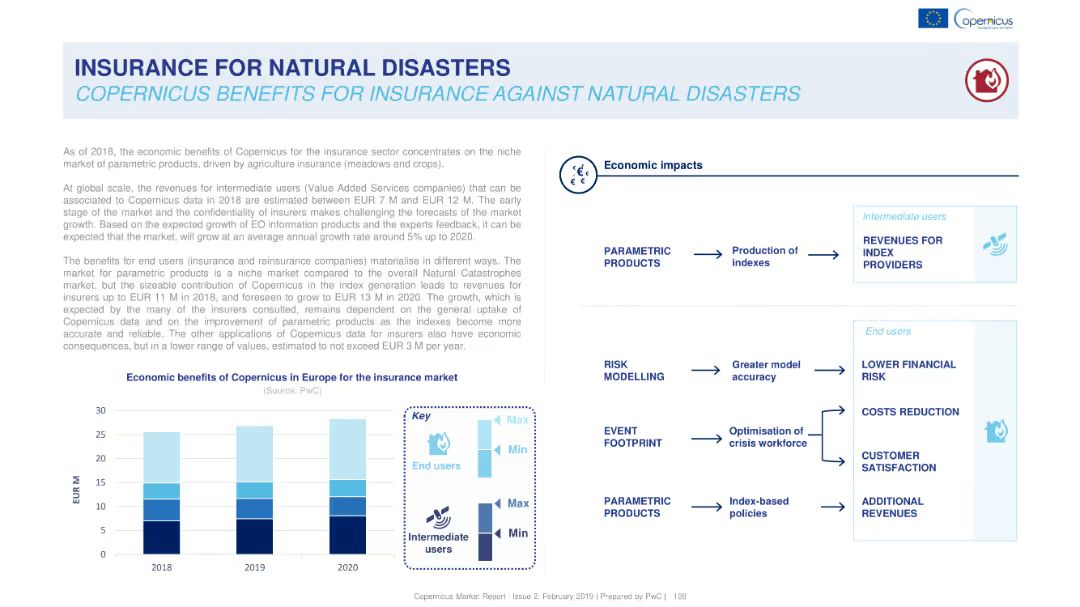 Copernicus
INSURANCE FOR NATURAL DISASTERS
COPERNICUS BENEFITS FOR INSURANCE AGAINST NATURAL DISASTERS
As of 2018, the economic benefits of Copernicus for the insurance sector concentrates on the niche
market of parametric products, driven by agriculture insurance (meadows and crops).
At global scale, the revenues for intermediate users (Value Added Services companies) that can be
associated to Copernicus data in 2018 are estimated between EUR 7 M and EUR 12 M. The early
stage of the market and the confidentiality of insurers makes challenging the forecasts of the market
growth. Based on the expected growth of EO information products and the experts feedback, it can be
expected that the market, will grow at an average annual growth rate around 5% up to 2020.
The benefits for end users (insurance and reinsurance companies) materialise in different ways. The
market for parametric products is a niche market compared to the overall Natural Catastrophes
market, but the sizeable contribution of Copernicus in the index generation leads to revenues for
insurers up to EUR 11 M in 2018, and foreseen to grow to EUR 13 M in 2020. The growth, which is
expected by the many of the insurers consulted, remains dependent on the general uptake of
Copernicus data and on the improvement of parametric products as the indexes become more
accurate and reliable. The other applications of Copernicus data for insurers also have economic
consequences, but in a lower range of values, estimated to not exceed EUR 3 M per year.
Economic benefits of Copernicus in Europe for the insurance market
(Source: PwC)
EUR M
30
25
20
15
10
5
0
2018
2019
2020
Key
Max
Min
End users
Max
Min
Intermediate
users
Economic impacts
PARAMETRIC
PRODUCTS
Production of
indexes
Intermediate users
REVENUES FOR
INDEX
PROVIDERS
End users
RISK
MODELLING
Greater model
accuracy
LOWER FINANCIAL
RISK
EVENT
FOOTPRINT
Optimisation of
crisis workforce
COSTS REDUCTION
CUSTOMER
SATISFACTION
PARAMETRIC
PRODUCTS
Index-based
policies
ADDITIONAL
REVENUES
Copernicus Market Report Issue 2, February 2019 | Prepared by PwC | 128